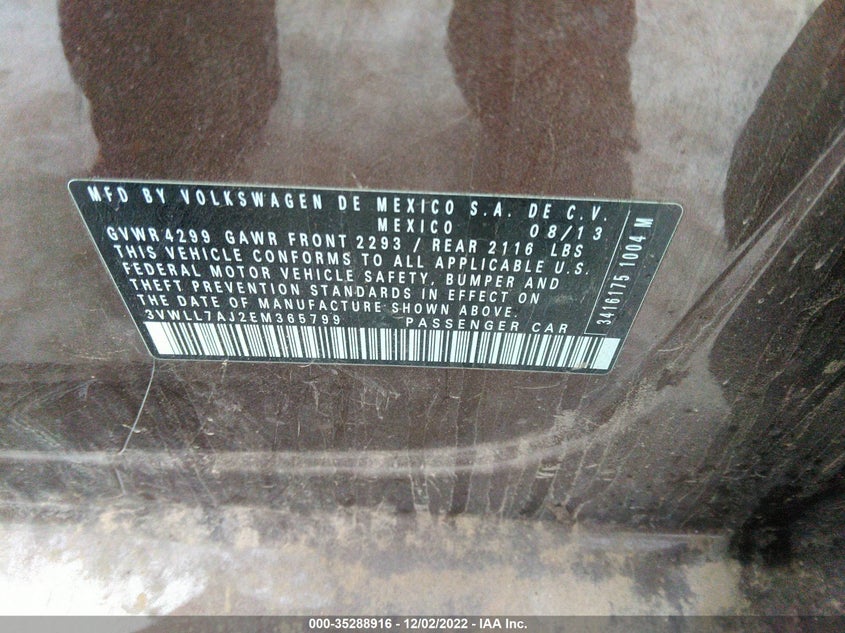 MFD BY VOLKSWAGEN DE MEXICO S.A. DE C.V.
MEXICO 08/13
GVWR 4299 GAWR FRONT 2293 / REAR 2116 LBS
THIS VEHICLE CONFORMS TO ALL APPLICABLE U.S.
FEDERAL MOTOR VEHICLE SAFETY, BUMPER AND
THEFT PREVENTION STANDARDS IN EFFECT ON
THE DATE OF MANUFACTURE SHOWN ABOVE.
3VWLL7AJ2EM365799 PASSENGER CAR
3416175 1004 M
000-35288916 - 12/02/2022 - IAA Inc.